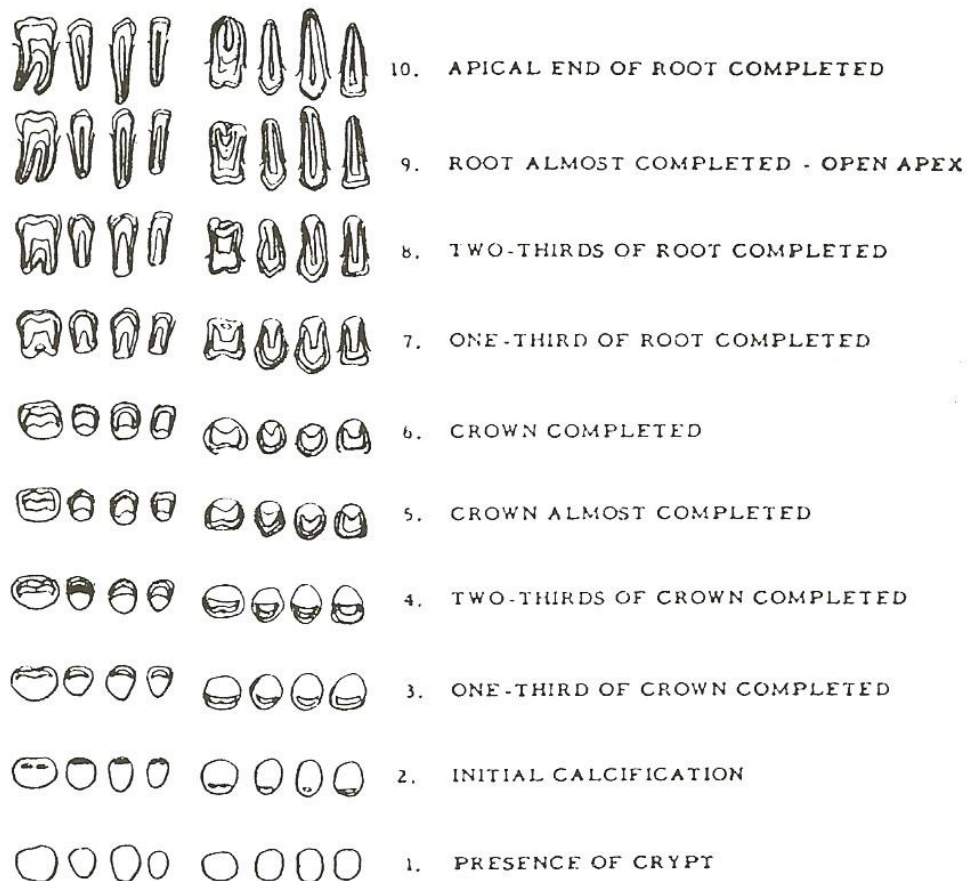 10. APICAL END OF ROOT COMPLETED
9. ROOT ALMOST COMPLETED - OPEN APEX
8. TWO-THIRDS OF ROOT COMPLETED
7. ONE-THIRD OF ROOT COMPLETED
6. CROWN COMPLETED
5. CROWN ALMOST COMPLETED
4. TWO-THIRDS OF CROWN COMPLETED
3. ONE-THIRD OF CROWN COMPLETED
2. INITIAL CALCIFICATION
1. PRESENCE OF CRYPT